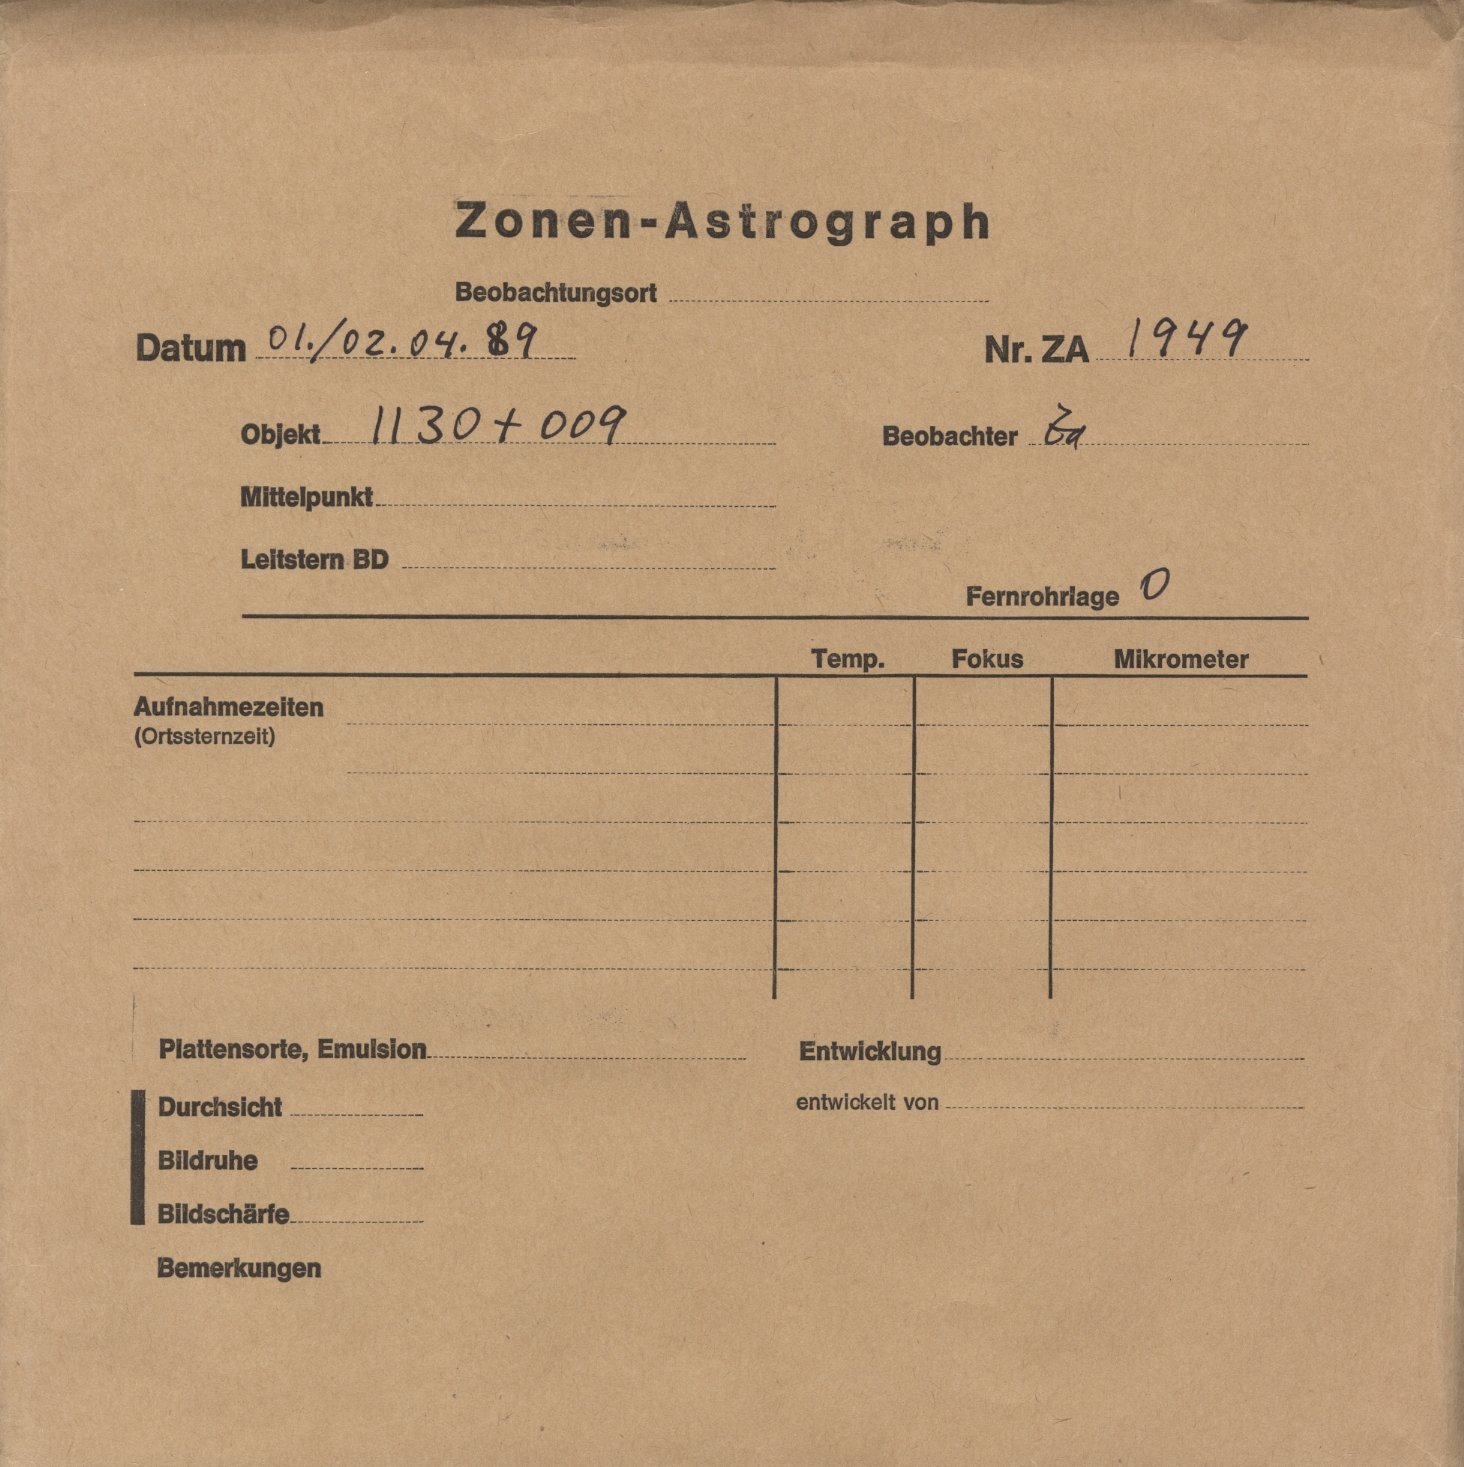 Zonen-Astrograph
Beobachtungsort
Datum 01./02.04.89 Nr. ZA 1949
Objekt 1130+009 Beobachter Za
Mittelpunkt
Leitstern BD
Fernrohrlage O
Temp. Fokus Mikrometer
Aufnahmezeiten
(Ortssternzeit)
Plattensorte, Emulsion Entwicklung
Durchsicht entwickelt von
Bildruhe
Bildschärfe
Bemerkungen